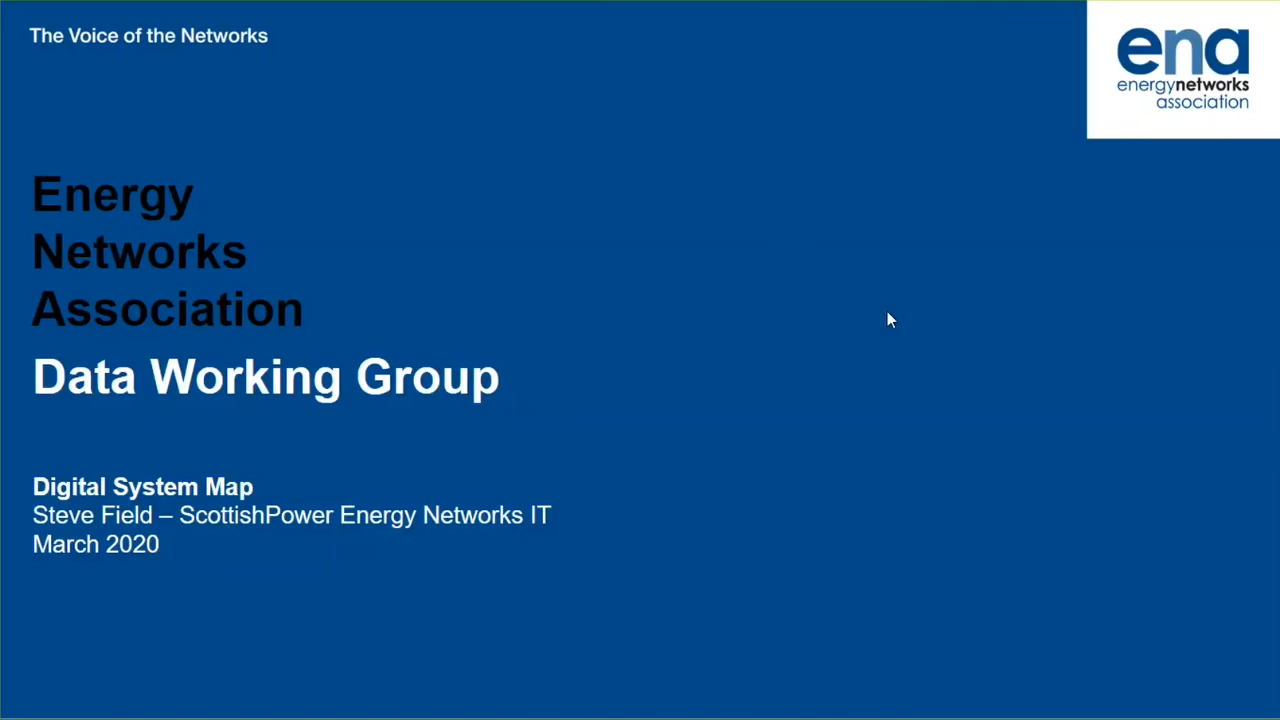 The Voice of the Networks
ena
energynetworks
association
Energy
Networks
Association
Data Working Group
Digital System Map
Steve Field – ScottishPower Energy Networks IT
March 2020